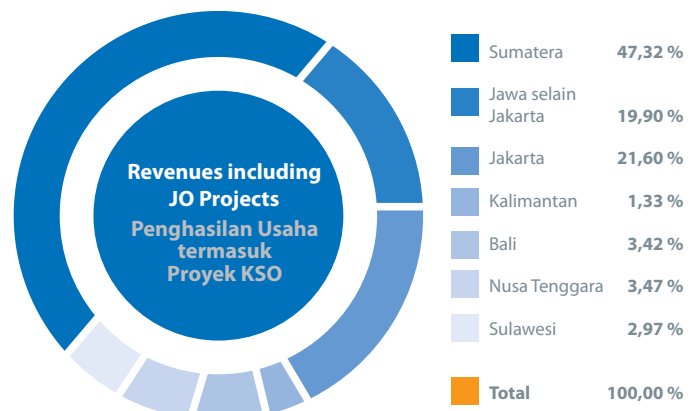 Revenues including
JO Projects
Penghasilan Usaha
termasuk
Proyek KSO
Sumatera 47,32 %
Jawa selain
Jakarta 19,90 %
Jakarta 21,60 %
Kalimantan 1,33 %
Bali 3,42 %
Nusa Tenggara 3,47 %
Sulawesi 2,97 %
Total 100,00 %